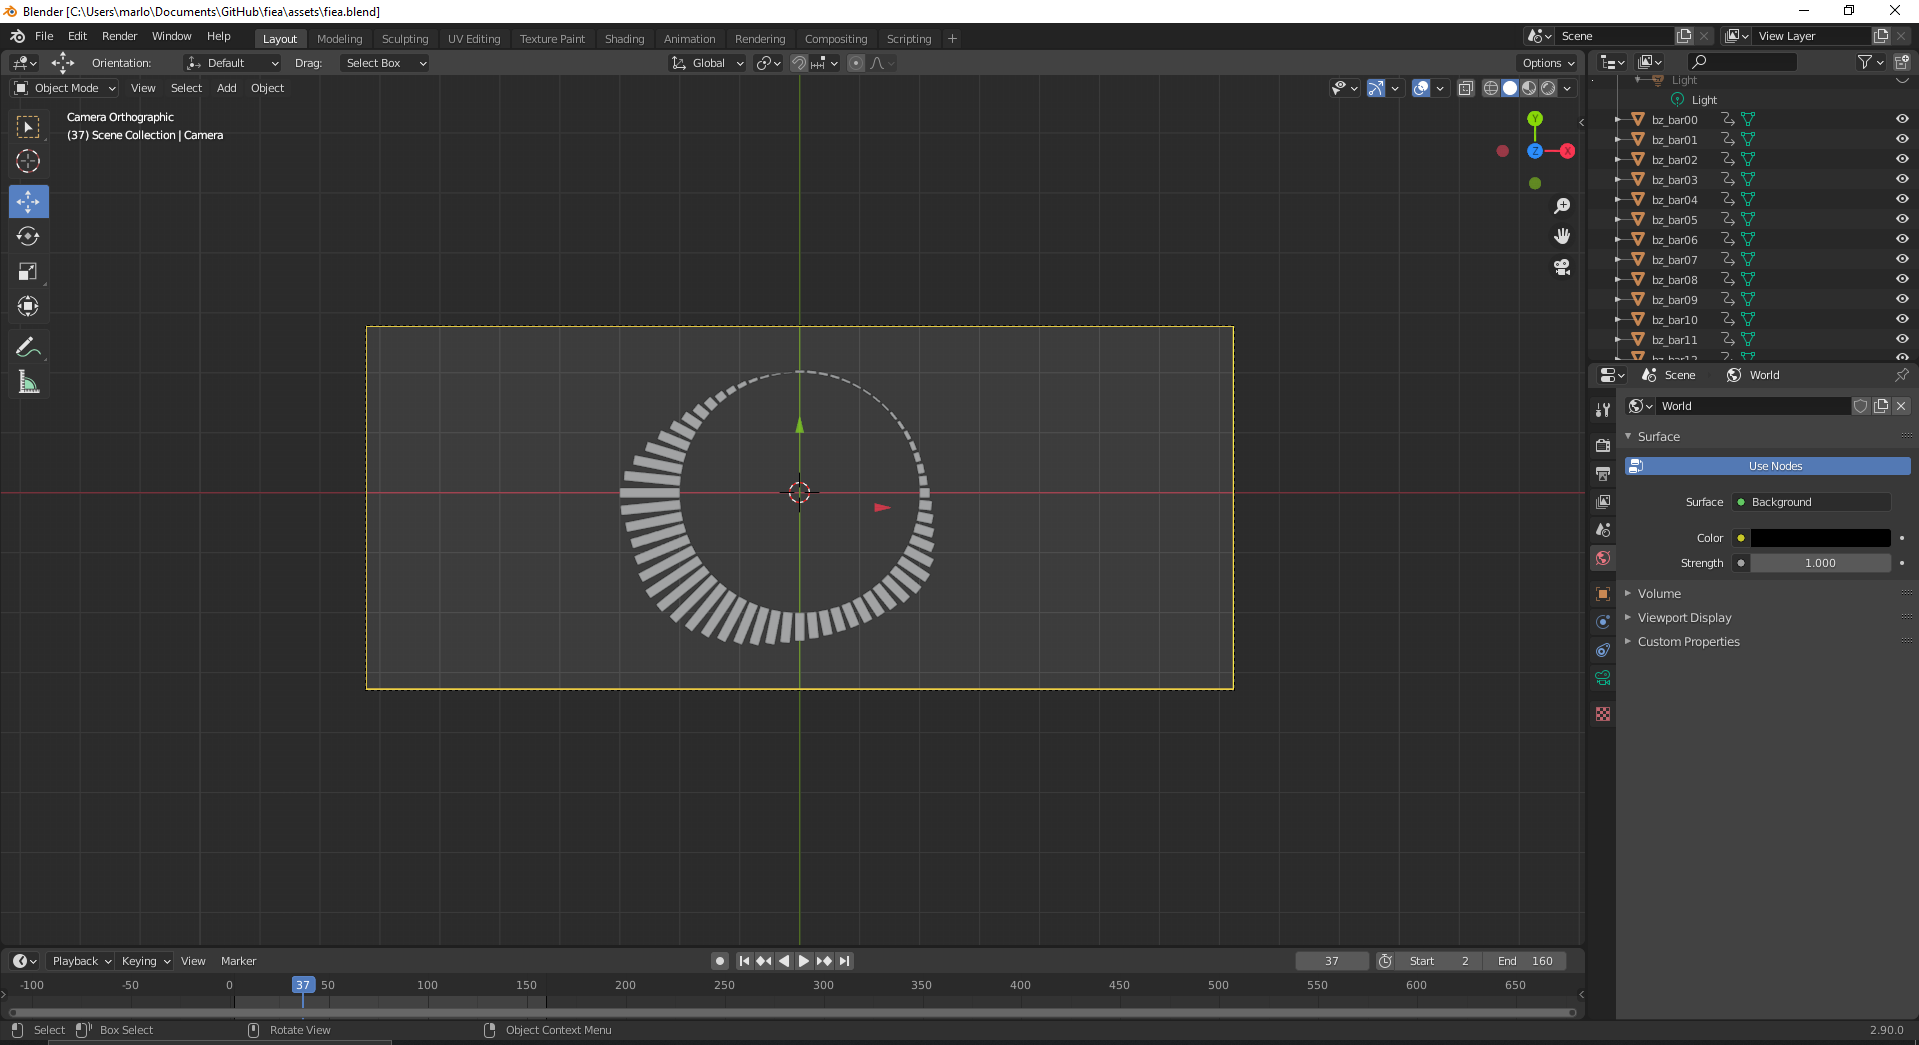 Blender [C:\Users\marlo\Documents\GitHub\fiea\assets\fiea.blend]
File Edit Render Window Help Layout Modeling Sculpting UV Editing Texture Paint Shading Animation Rendering Compositing Scripting + Scene View Layer
Orientation: Default Drag: Select Box Global Options
Object Mode View Select Add Object
Camera Orthographic
(37) Scene Collection | Camera
Y
Z X
Light
Light
bz_bar00
bz_bar01
bz_bar02
bz_bar03
bz_bar04
bz_bar05
bz_bar06
bz_bar07
bz_bar08
bz_bar09
bz_bar10
bz_bar11
bz_bar12
Scene World
World
Surface
Use Nodes
Surface Background
Color
Strength 1.000
Volume
Viewport Display
Custom Properties
Playback Keying View Marker 37 Start 2 End 160
-100 -50 0 37 50 100 150 200 250 300 350 400 450 500 550 600 650
Select Box Select Rotate View Object Context Menu 2.90.0